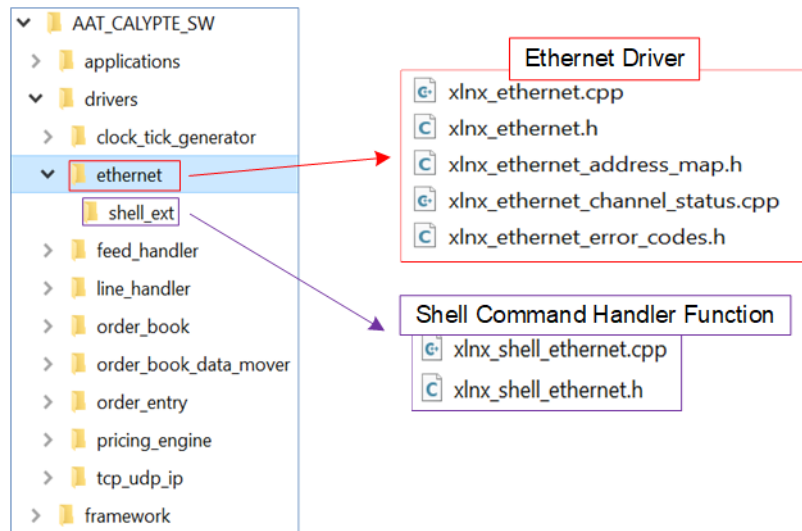 AAT_CALYPTE_SW
applications
drivers
clock_tick_generator
ethernet
shell_ext
feed_handler
line_handler
order_book
order_book_data_mover
order_entry
pricing_engine
tcp_udp_ip
framework
Ethernet Driver
xlnx_ethernet.cpp
xlnx_ethernet.h
xlnx_ethernet_address_map.h
xlnx_ethernet_channel_status.cpp
xlnx_ethernet_error_codes.h
Shell Command Handler Function
xlnx_shell_ethernet.cpp
xlnx_shell_ethernet.h